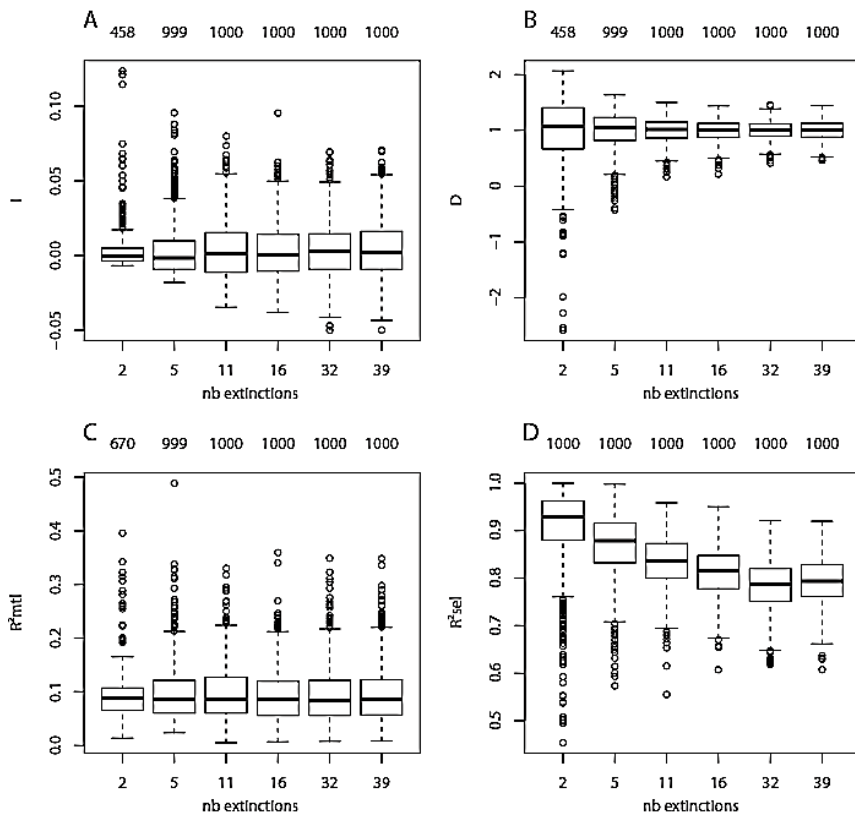 A
458 999 1000 1000 1000 1000
0.10
0.05
0.00
−0.05
I
2 5 11 16 32 39
nb extinctions
B
458 999 1000 1000 1000 1000
2
1
0
−1
−2
D
2 5 11 16 32 39
nb extinctions
C
670 999 1000 1000 1000 1000
0.5
0.4
0.3
0.2
0.1
0.0
R²mtl
2 5 11 16 32 39
nb extinctions
D
1000 1000 1000 1000 1000 1000
1.0
0.9
0.8
0.7
0.6
0.5
R²sel
2 5 11 16 32 39
nb extinctions